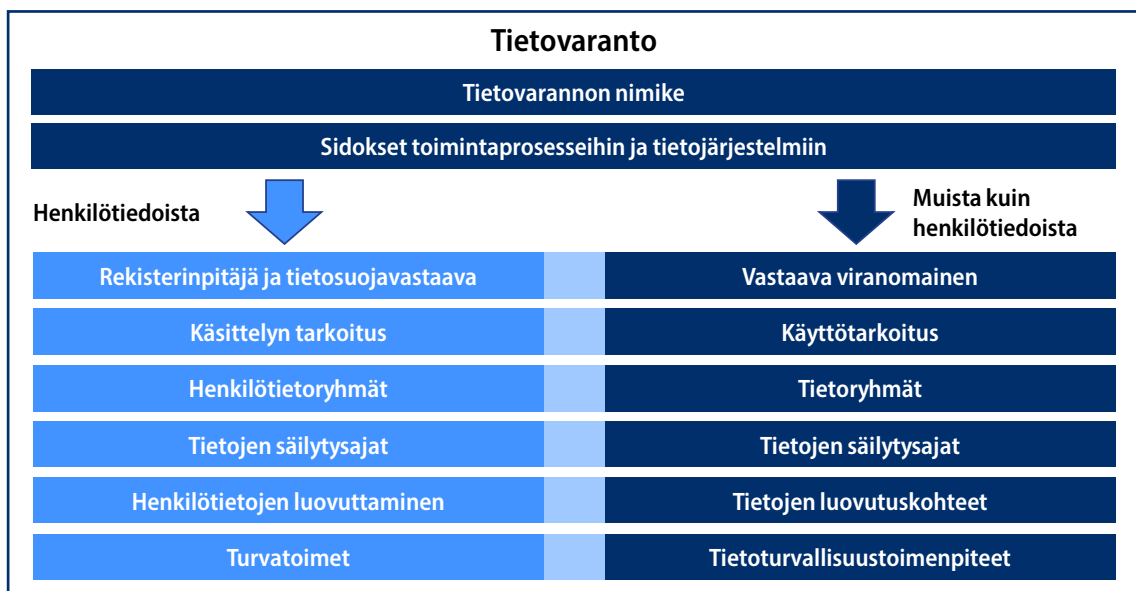 Tietovaranto
Tietovarannon nimike
Sidokset toimintaprosesseihin ja tietojärjestelmiin
Henkilötiedoista
Muista kuin
henkilötiedoista
Rekisterinpitäjä ja tietosuojavastaava
Vastaava viranomainen
Käsittelyn tarkoitus
Käyttötarkoitus
Henkilötietoryhmät
Tietoryhmät
Tietojen säilytysajat
Tietojen säilytysajat
Henkilötietojen luovuttaminen
Tietojen luovutuskohteet
Turvatoimet
Tietoturvallisuustoimenpiteet